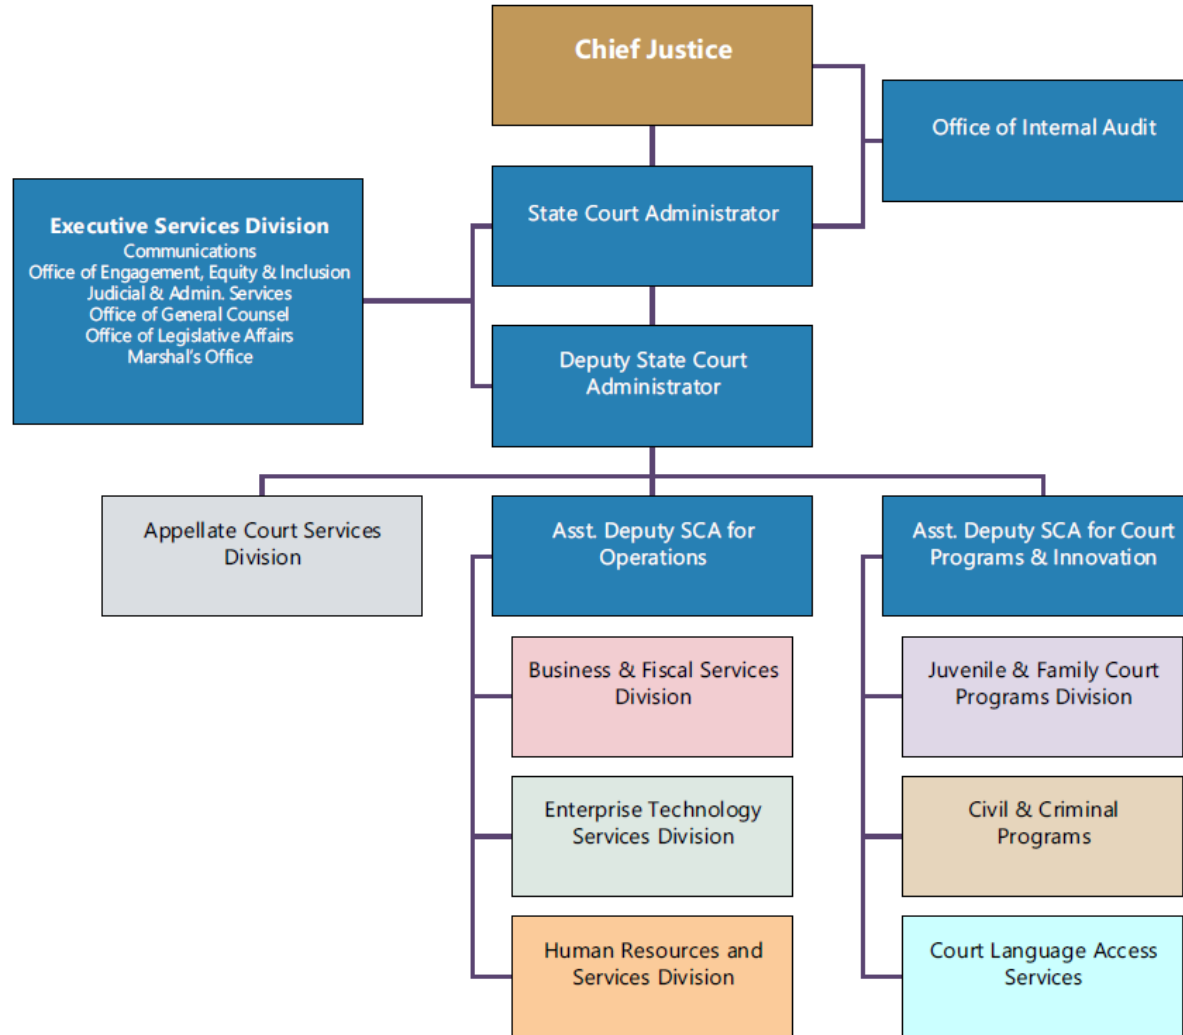 Chief Justice
Office of Internal Audit
State Court Administrator
Executive Services Division
Communications
Office of Engagement, Equity & Inclusion
Judicial & Admin. Services
Office of General Counsel
Office of Legislative Affairs
Marshal's Office
Deputy State Court
Administrator
Appellate Court Services
Division
Asst. Deputy SCA for
Operations
Asst. Deputy SCA for Court
Programs & Innovation
Business & Fiscal Services
Division
Juvenile & Family Court
Programs Division
Enterprise Technology
Services Division
Civil & Criminal
Programs
Human Resources and
Services Division
Court Language Access
Services